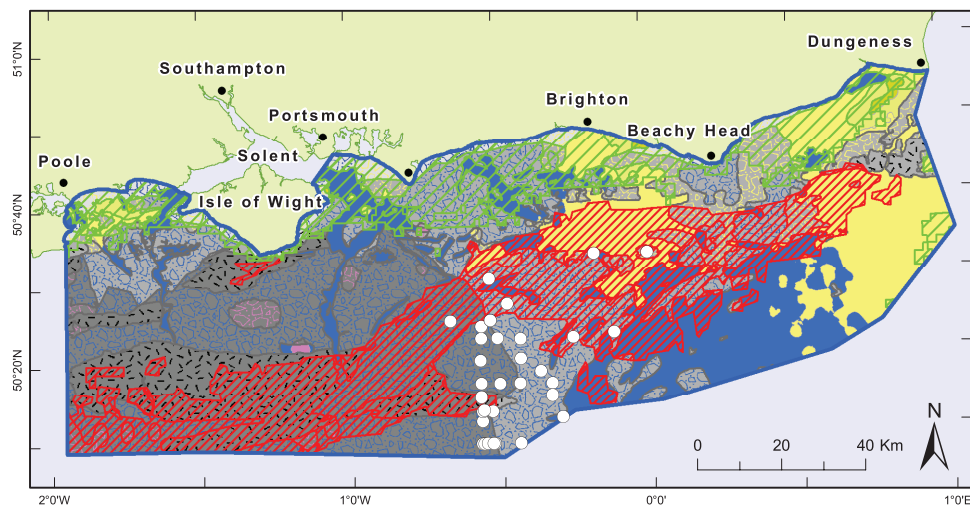 Dungeness
Southampton
Brighton
Portsmouth
Beachy Head
Solent
Poole
Isle of Wight
51°0'N
50°40'N
50°20'N
N
0 20 40 Km
2°0'W 1°0'W 0°0' 1°0'E